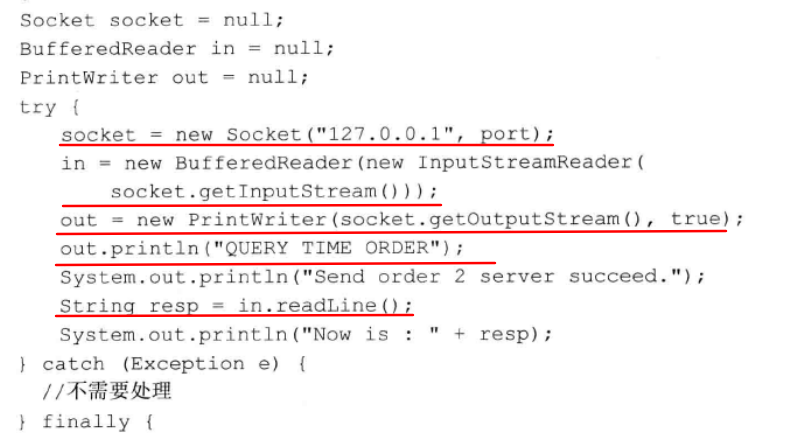 Socket socket = null;
BufferedReader in = null;
PrintWriter out = null;
try {
socket = new Socket("127.0.0.1", port);
in = new BufferedReader(new InputStreamReader(
socket.getInputStream()));
out = new PrintWriter(socket.getOutputStream(), true);
out.println("QUERY TIME ORDER");
System.out.println("Send order 2 server succeed.");
String resp = in.readLine();
System.out.println("Now is : " + resp);
} catch (Exception e) {
//不需要处理
} finally {